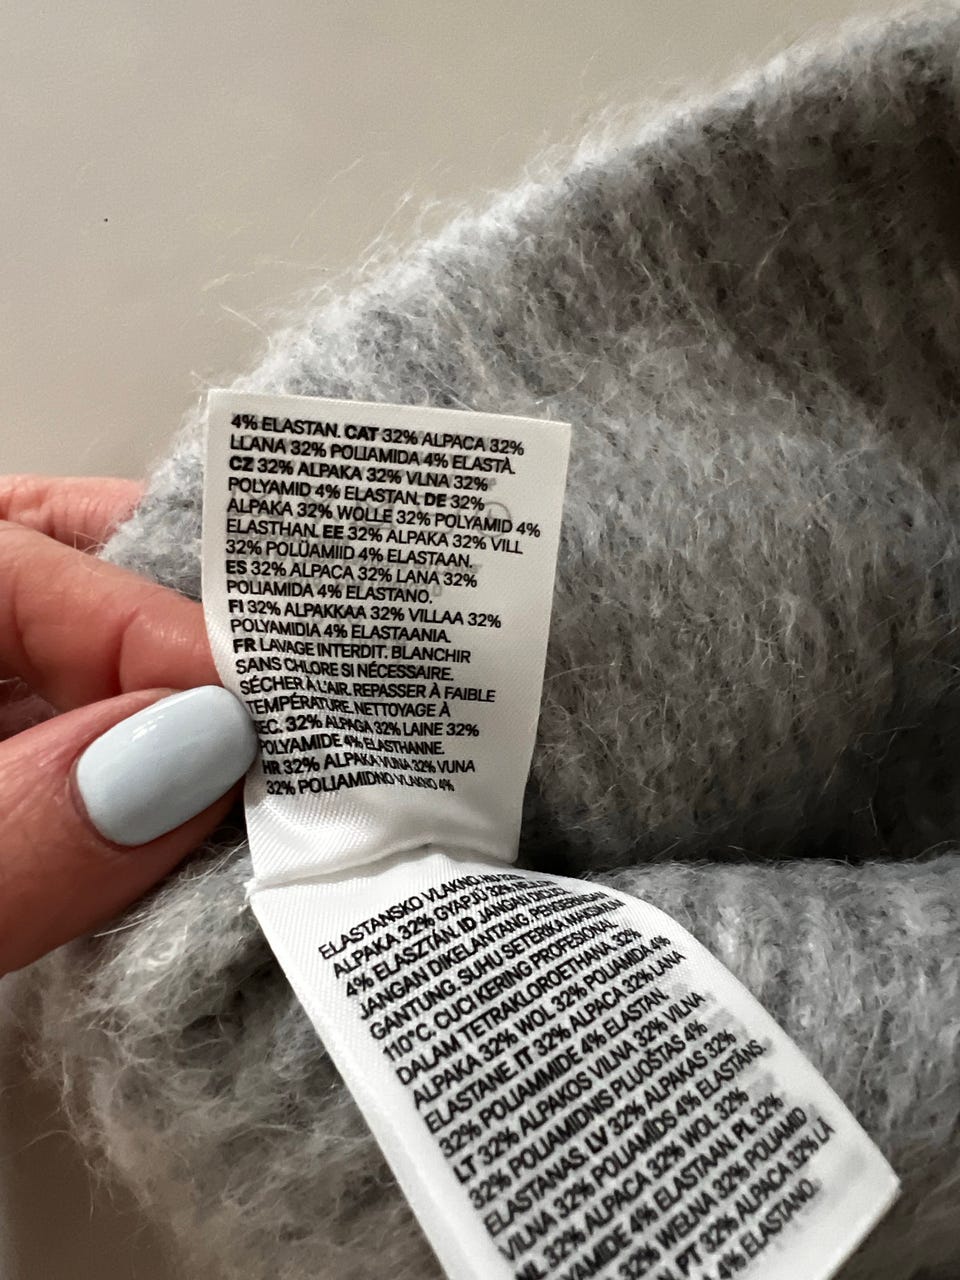 4% ELASTAN. CAT 32% ALPACA 32%
LLANA 32% POLIAMIDA 4% ELASTÀ.
CZ 32% ALPAKA 32% VLNA 32%
POLYAMID 4% ELASTAN. DE 32%
ALPAKA 32% WOLLE 32% POLYAMID 4%
ELASTHAN. EE 32% ALPAKA 32% VILL
32% POLÜAMIID 4% ELASTAAN.
ES 32% ALPACA 32% LANA 32%
POLIAMIDA 4% ELASTANO.
FI 32% ALPAKKAA 32% VILLAA 32%
POLYAMIDIA 4% ELASTAANIA.
FR LAVAGE INTERDIT. BLANCHIR
SANS CHLORE SI NÉCESSAIRE.
SÉCHER À L'AIR. REPASSER À FAIBLE
TEMPÉRATURE. NETTOYAGE À
SEC. 32% ALPAGA 32% LAINE 32%
POLYAMIDE 4% ELASTHANNE.
HR 32% ALPAKA VUNA 32% VUNA
32% POLIAMIDNO VLAKNO 4%
ELASTANSKO VLAKNO.
ALPAKA 32% GYAPJÚ 32%
4% ELASZTÁN. ID JANGAN
JANGAN DIKELANTANG. PENGERINGAN
GANTUNG. SUHU SETERIKA MAKSIMUM
110°C. CUCI KERING PROFESIONAL
DALAM TETRAKLOROETHANA. 32%
ALPAKA 32% WOL 32% POLIAMIDA 4%
ELASTANE. IT 32% ALPACA 32% LANA
32% POLIAMMIDE 4% ELASTAN.
LT 32% ALPAKOS VILNA 32% VILNA
32% POLIAMIDNIS PLUOŠTAS 4%
ELASTANAS. LV 32% ALPAKAS 32%
VILNA 32% POLIAMĪDS 4% ELASTĀNS.
NL 32% ALPACA 32% WOL 32%
YAMIDE 4% ELASTAAN. PL 32%
32% WEŁNA 32% POLIAMID
PT 32% ALPACA 32% LÃ
4% ELASTANO.